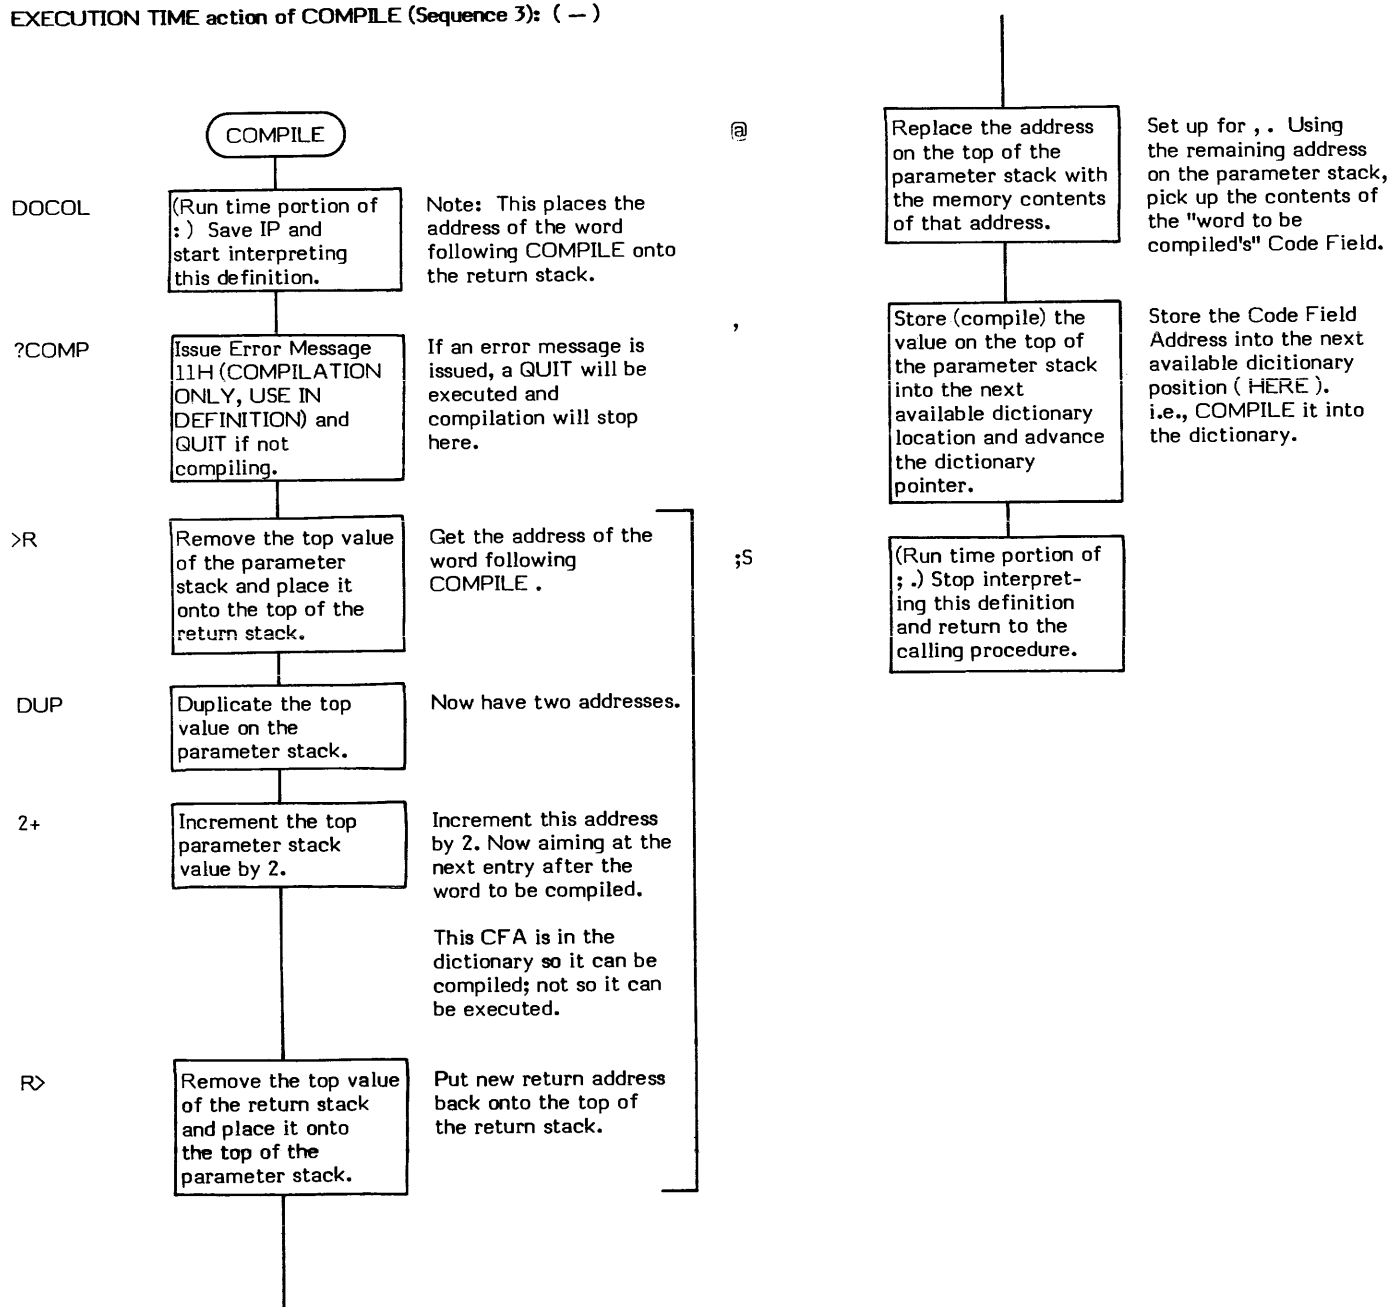 EXECUTION TIME action of COMPILE (Sequence 3): ( — )
COMPILE
DOCOL
(Run time portion of
: ) Save IP and
start interpreting
this definition.
Note: This places the
address of the word
following COMPILE onto
the return stack.
?COMP
Issue Error Message
11H (COMPILATION
ONLY, USE IN
DEFINITION) and
QUIT if not
compiling.
If an error message is
issued, a QUIT will be
executed and
compilation will stop
here.
>R
Remove the top value
of the parameter
stack and place it
onto the top of the
return stack.
Get the address of the
word following
COMPILE .
DUP
Duplicate the top
value on the
parameter stack.
Now have two addresses.
2+
Increment the top
parameter stack
value by 2.
Increment this address
by 2. Now aiming at the
next entry after the
word to be compiled.
This CFA is in the
dictionary so it can be
compiled; not so it can
be executed.
R>
Remove the top value
of the return stack
and place it onto
the top of the
parameter stack.
Put new return address
back onto the top of
the return stack.
@
Replace the address
on the top of the
parameter stack with
the memory contents
of that address.
Set up for , . Using
the remaining address
on the parameter stack,
pick up the contents of
the "word to be
compiled's" Code Field.
,
Store (compile) the
value on the top of
the parameter stack
into the next
available dictionary
location and advance
the dictionary
pointer.
Store the Code Field
Address into the next
available dicitionary
position ( HERE ).
i.e., COMPILE it into
the dictionary.
;S
(Run time portion of
; .) Stop interpret-
ing this definition
and return to the
calling procedure.